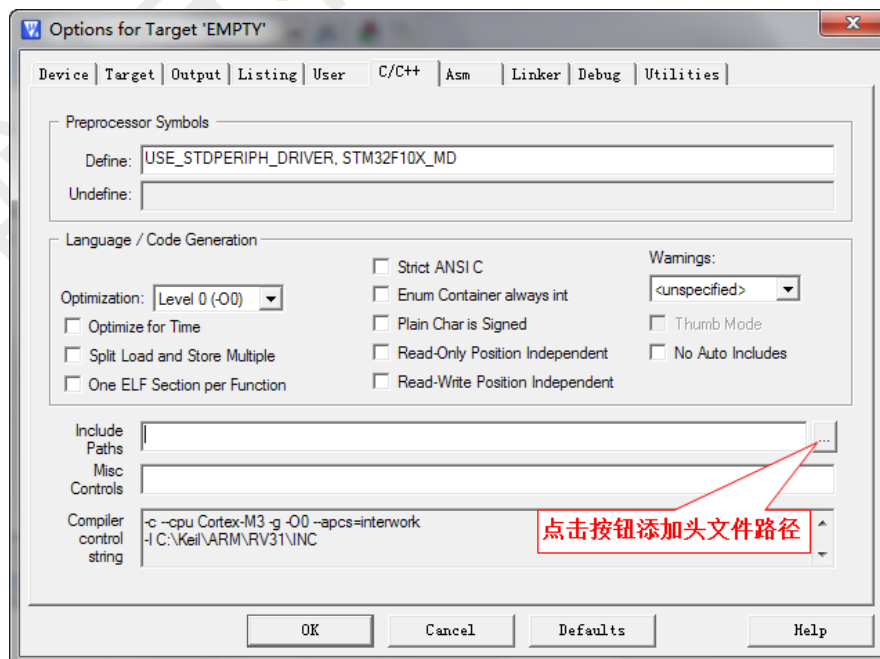 Options for Target 'EMPTY'
Device Target Output Listing User C/C++ Asm Linker Debug Utilities
Preprocessor Symbols
Define: USE_STDPERIPH_DRIVER, STM32F10X_MD
Undefine:
Language / Code Generation
Strict ANSI C
Warnings:
Optimization: Level 0 (-O0)
Enum Container always int
<unspecified>
Optimize for Time
Plain Char is Signed
Thumb Mode
Split Load and Store Multiple
Read-Only Position Independent
No Auto Includes
One ELF Section per Function
Read-Write Position Independent
Include
Paths
...
Misc
Controls
Compiler
control
string
-c --cpu Cortex-M3 -g -O0 --apcs=interwork
-I C:\Keil\ARM\RV31\INC
点击按钮添加头文件路径
OK Cancel Defaults Help